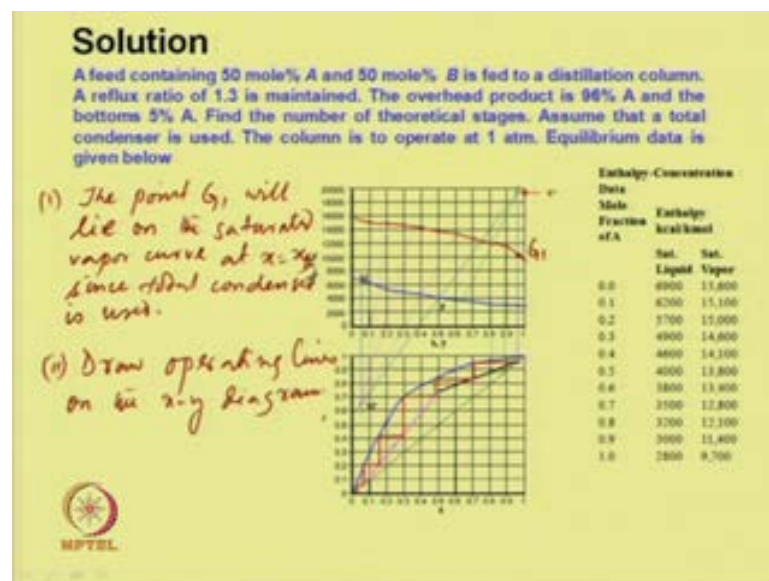 Solution
A feed containing 50 mole% A and 50 mole% B is fed to a distillation column.
A reflux ratio of 1.3 is maintained. The overhead product is 96% A and the
bottoms 5% A. Find the number of theoretical stages. Assume that a total
condenser is used. The column is to operate at 1 atm. Equilibrium data is
given below
(i) The point G1 will
lie on the saturated
vapor curve at x =
since total condenser
is used.
(ii) Draw operating lines
on the x-y diagram
G1
Enthalpy-Concentration
Data
Mole
Fraction
of A
Enthalpy
kcal/kmol
Sat. Liquid Sat. Vapor
0.0 15,800
0.1 6200 15,100
0.2 5700 15,000
0.3 4900 14,600
0.4 4600 14,100
0.5 4000 13,800
0.6 3800 13,400
0.7 3500 12,800
0.8 3200 12,100
0.9 3000 11,400
1.0 2800 9,700
NPTEL